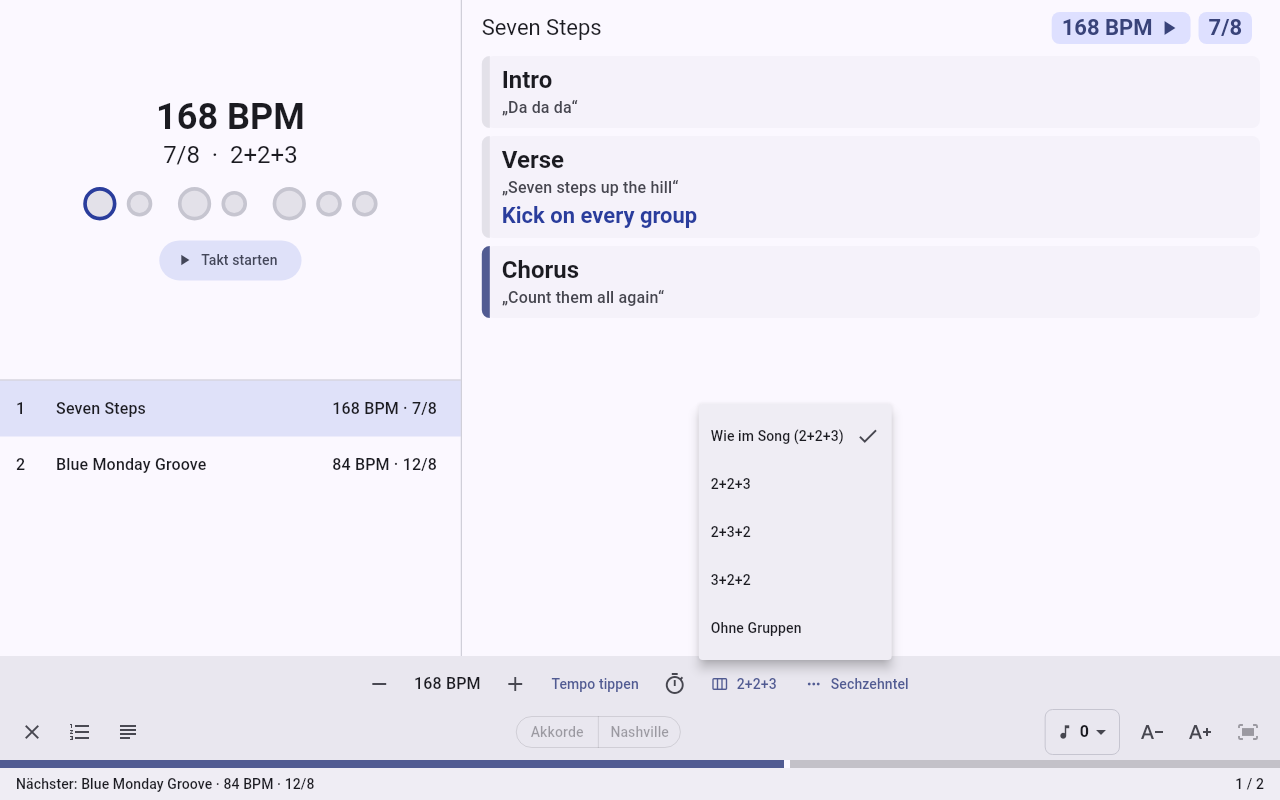 168 BPM
7/8 · 2+2+3
Takt starten
1 Seven Steps 168 BPM · 7/8
2 Blue Monday Groove 84 BPM · 12/8
Seven Steps
168 BPM 7/8
Intro
„Da da da“
Verse
„Seven steps up the hill“
Kick on every group
Chorus
„Count them all again“
Wie im Song (2+2+3)
2+2+3
2+3+2
3+2+2
Ohne Gruppen
168 BPM Tempo tippen 2+2+3 Sechzehntel
Akkorde Nashville 0 A− A+
Nächster: Blue Monday Groove · 84 BPM · 12/8 1 / 2